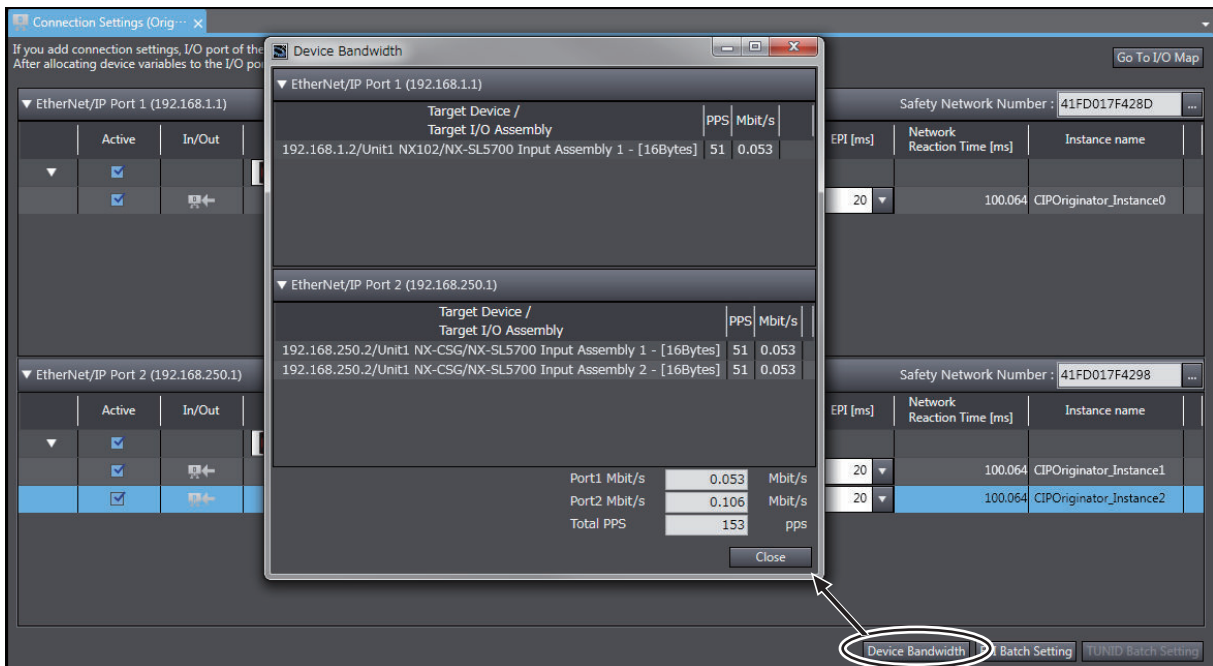 Connection Settings (Orig...
If you add connection settings, I/O port of the
After allocating device variables to the I/O po
Go To I/O Map
EtherNet/IP Port 1 (192.168.1.1)
Safety Network Number : 41FD017F428D ...
Active In/Out EPI [ms] Network Reaction Time [ms] Instance name
20 100.064 CIPOriginator_Instance0
EtherNet/IP Port 2 (192.168.250.1)
Safety Network Number : 41FD017F4298 ...
Active In/Out EPI [ms] Network Reaction Time [ms] Instance name
20 100.064 CIPOriginator_Instance1
20 100.064 CIPOriginator_Instance2
Device Bandwidth
EtherNet/IP Port 1 (192.168.1.1)
Target Device /
Target I/O Assembly PPS Mbit/s
192.168.1.2/Unit1 NX102/NX-SL5700 Input Assembly 1 - [16Bytes] 51 0.053
EtherNet/IP Port 2 (192.168.250.1)
Target Device /
Target I/O Assembly PPS Mbit/s
192.168.250.2/Unit1 NX-CSG/NX-SL5700 Input Assembly 1 - [16Bytes] 51 0.053
192.168.250.2/Unit1 NX-CSG/NX-SL5700 Input Assembly 2 - [16Bytes] 51 0.053
Port1 Mbit/s 0.053 Mbit/s
Port2 Mbit/s 0.106 Mbit/s
Total PPS 153 pps
Close
Device Bandwidth Batch Setting TUNID Batch Setting